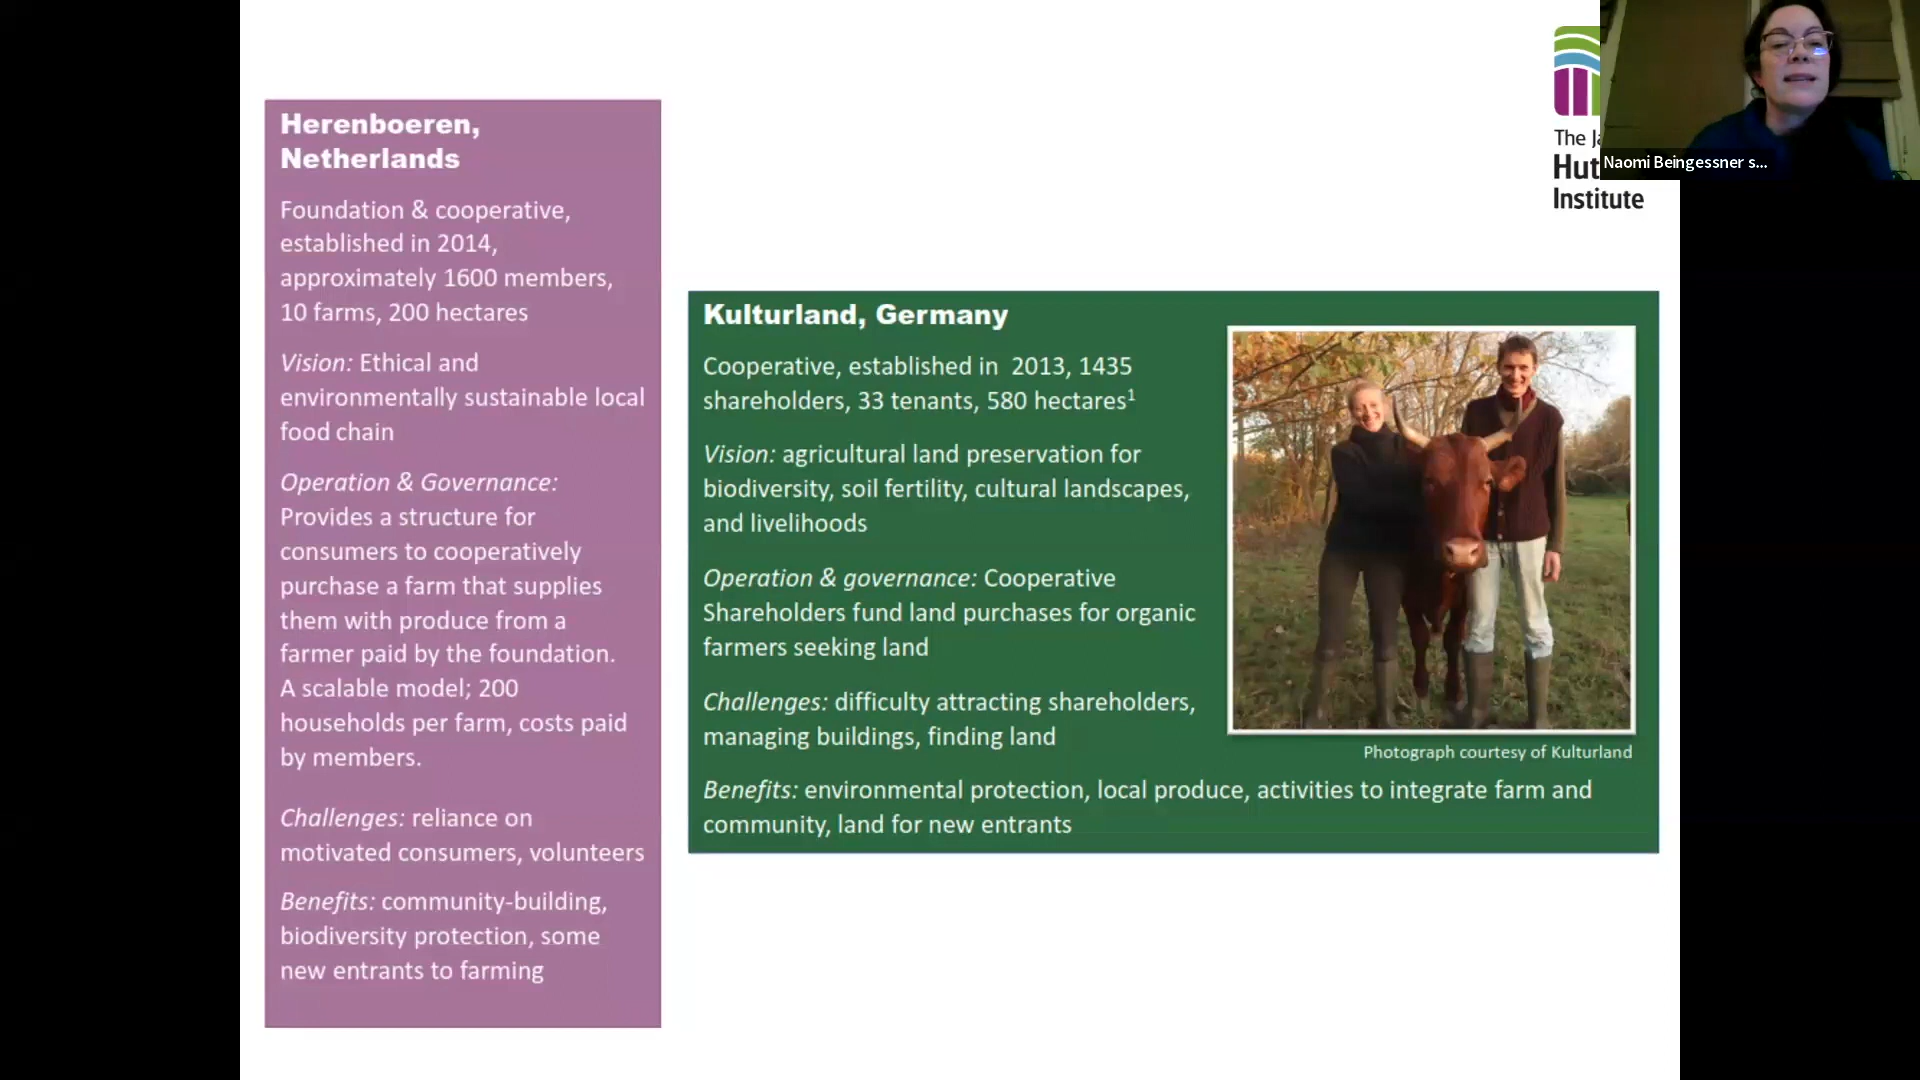 Herenboeren,
Netherlands
Foundation & cooperative,
established in 2014,
approximately 1600 members,
10 farms, 200 hectares
Vision: Ethical and
environmentally sustainable local
food chain
Operation & Governance:
Provides a structure for
consumers to cooperatively
purchase a farm that supplies
them with produce from a
farmer paid by the foundation.
A scalable model; 200
households per farm, costs paid
by members.
Challenges: reliance on
motivated consumers, volunteers
Benefits: community-building,
biodiversity protection, some
new entrants to farming
Kulturland, Germany
Cooperative, established in 2013, 1435
shareholders, 33 tenants, 580 hectares¹
Vision: agricultural land preservation for
biodiversity, soil fertility, cultural landscapes,
and livelihoods
Operation & governance: Cooperative
Shareholders fund land purchases for organic
farmers seeking land
Challenges: difficulty attracting shareholders,
managing buildings, finding land
Photograph courtesy of Kulturland
Benefits: environmental protection, local produce, activities to integrate farm and
community, land for new entrants
The
Institute
Naomi Beingessner s...